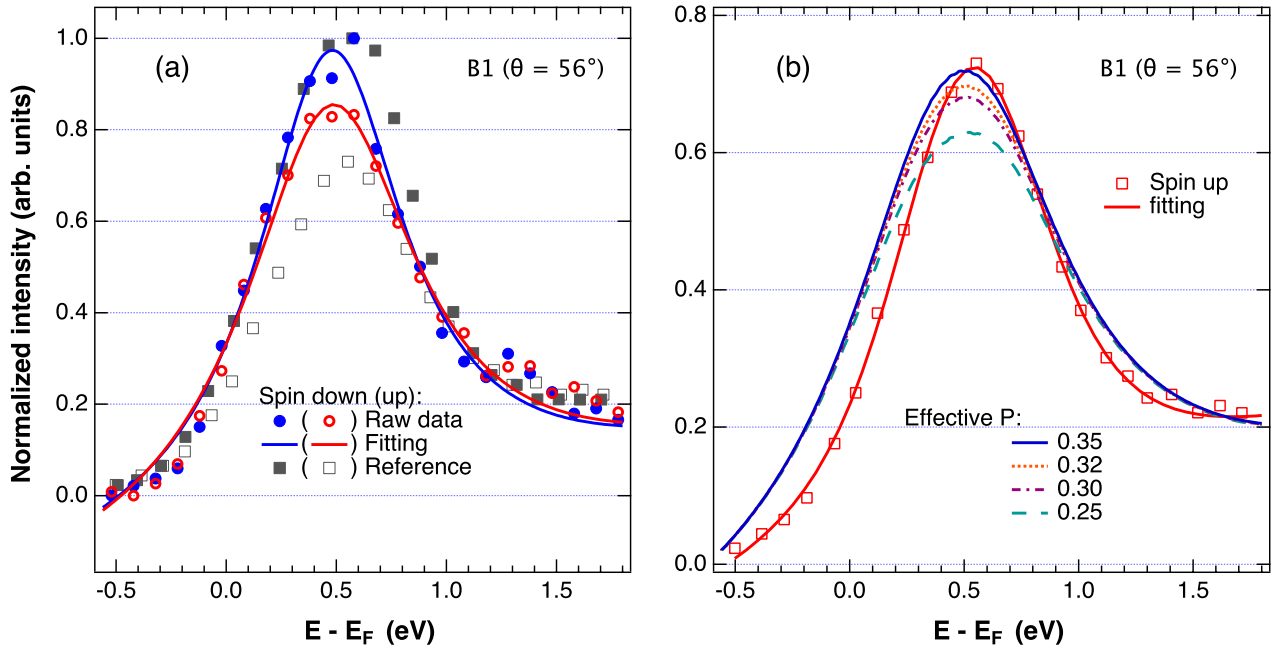 (a)
B1 (θ = 56°)
1.0
0.8
0.6
0.4
0.2
0.0
Normalized intensity (arb. units)
Spin down (up):
( ) Raw data
( ) Fitting
( ) Reference
-0.5 0.0 0.5 1.0 1.5
E - EF (eV)
(b)
B1 (θ = 56°)
0.8
0.6
0.4
0.2
0.0
Spin up
fitting
Effective P:
0.35
0.32
0.30
0.25
-0.5 0.0 0.5 1.0 1.5
E - EF (eV)